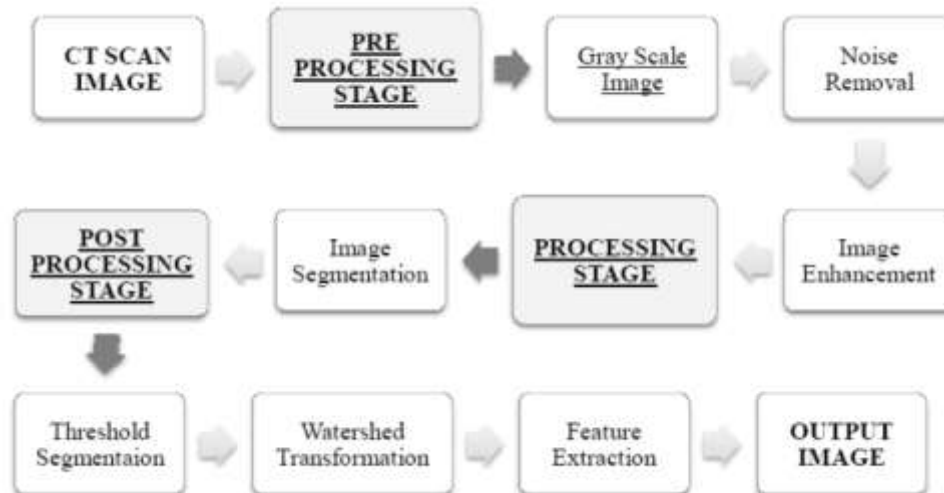 CT SCAN
IMAGE
PRE
PROCESSING
STAGE
Gray Scale
Image
Noise
Removal
Image
Enhancement
PROCESSING
STAGE
Image
Segmentation
POST
PROCESSING
STAGE
Threshold
Segmentaion
Watershed
Transformation
Feature
Extraction
OUTPUT
IMAGE